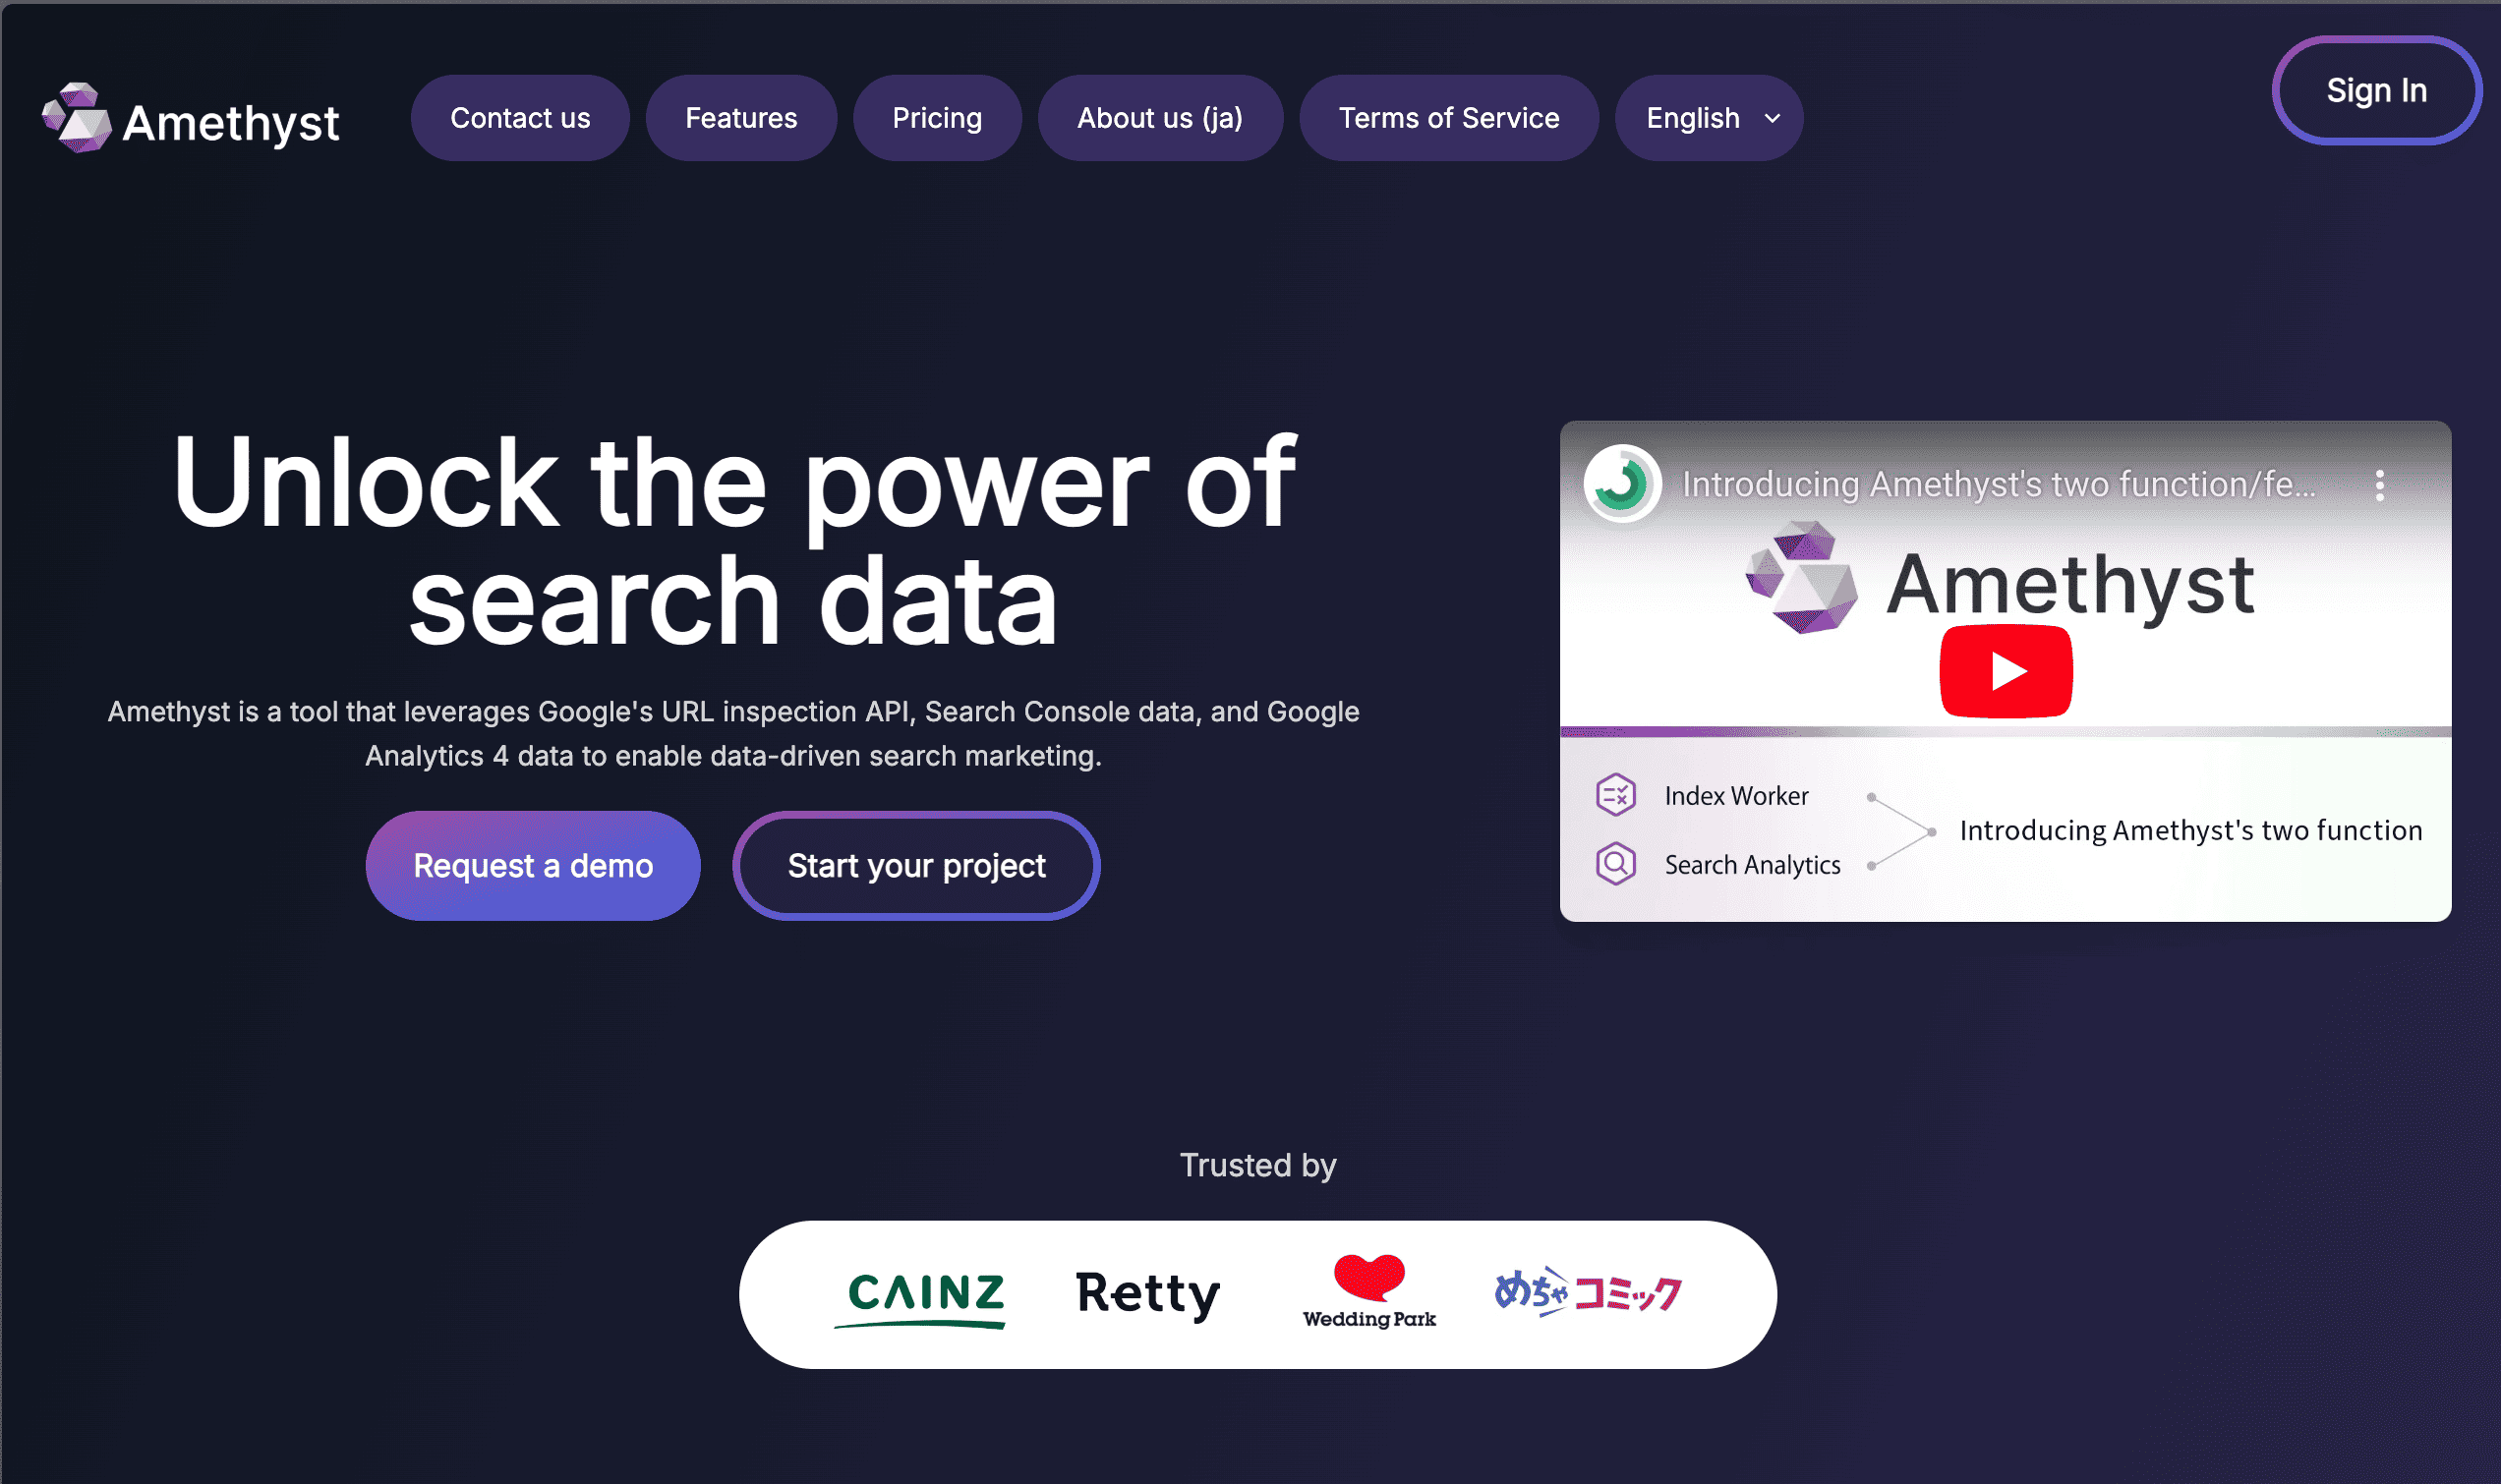 Amethyst
Contact us
Features
Pricing
About us (ja)
Terms of Service
English
Sign In
Unlock the power of
search data
Amethyst is a tool that leverages Google's URL inspection API, Search Console data, and Google
Analytics 4 data to enable data-driven search marketing.
Request a demo
Start your project
Introducing Amethyst's two function/fe...
Amethyst
Index Worker
Search Analytics
Introducing Amethyst's two function
Trusted by
CAINZ
Retty
Wedding Park
めちゃコミック